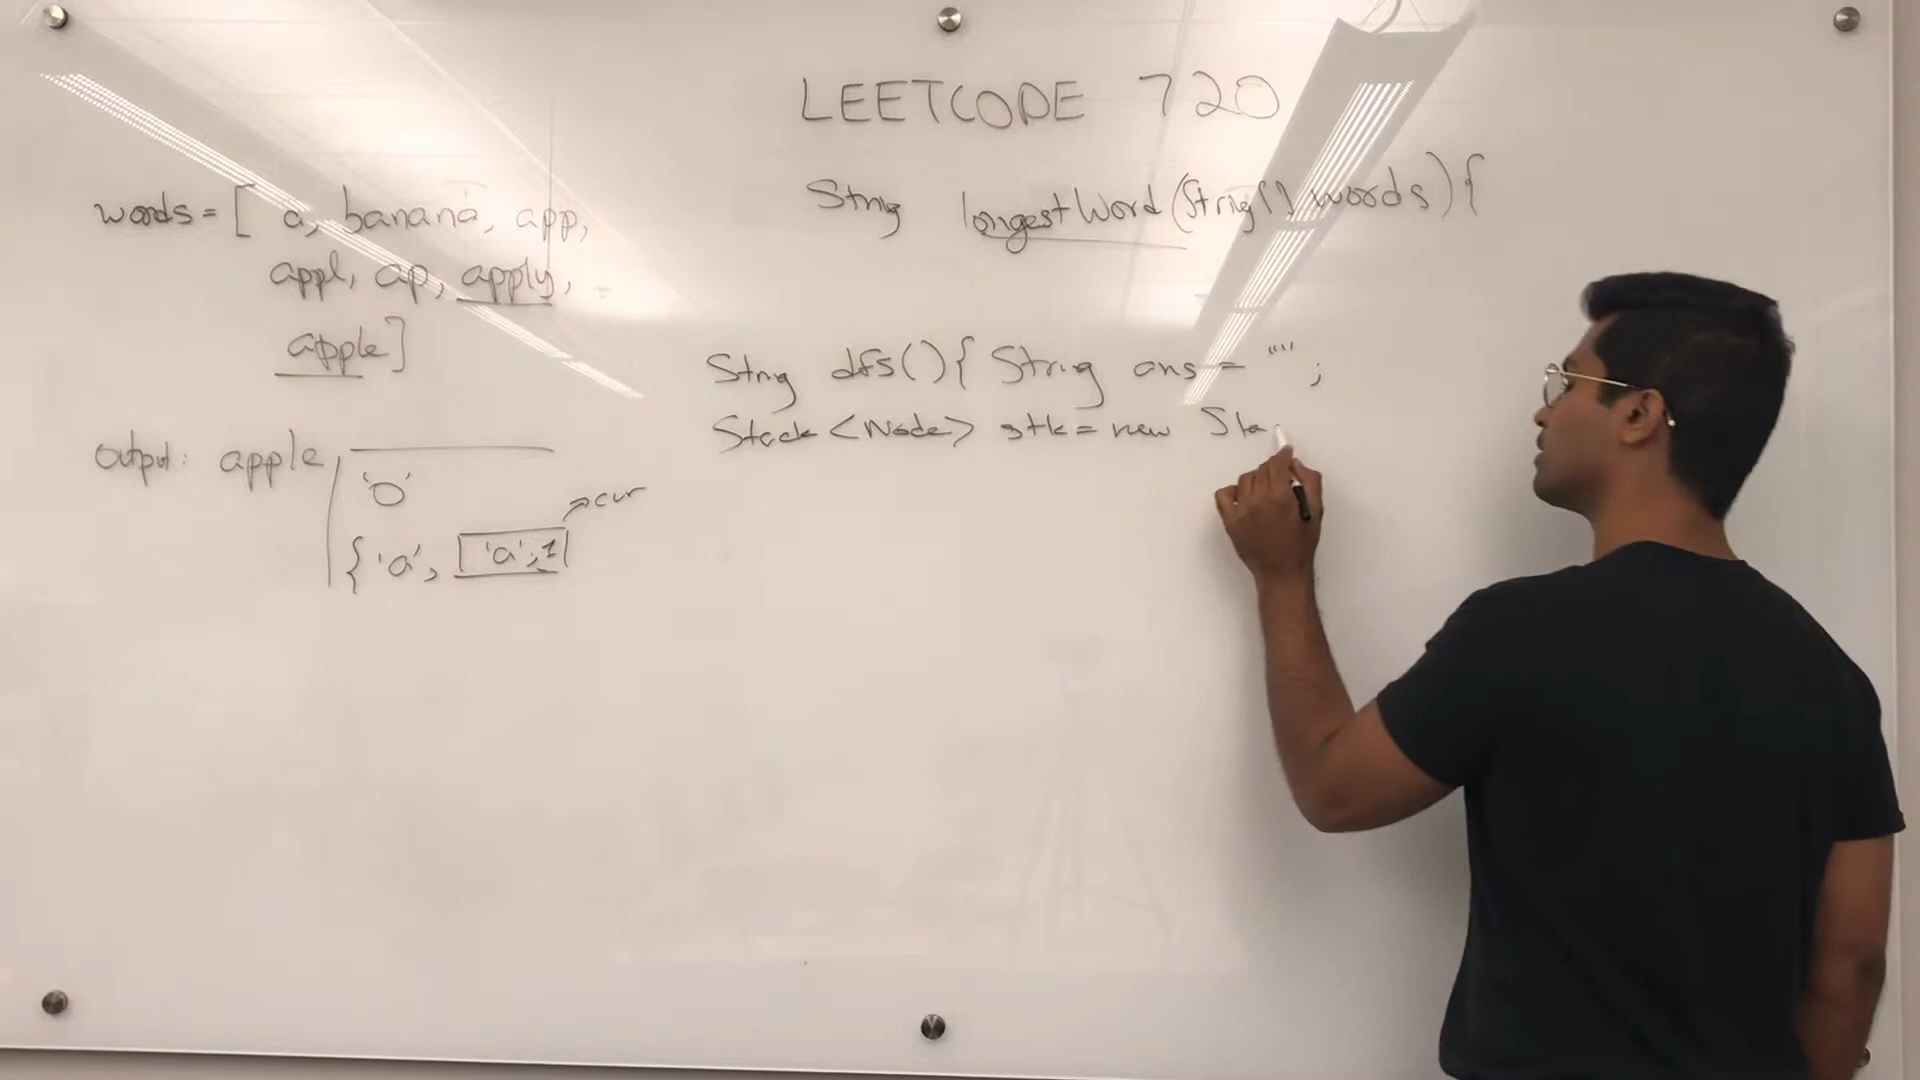 LEETCODE 720
words = [ a, banana, app,
appl, ap, apply,
apple]
output: apple
'0'
{'a', 'a', 1
cur
String longestWord(String[] words){
String dfs(){ String ans = "";
Stack <Node> stk = new Sta